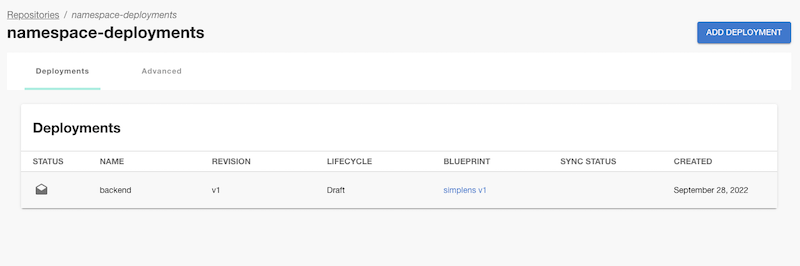 Repositories / namespace-deployments
namespace-deployments
ADD DEPLOYMENT
Deployments Advanced
Deployments
STATUS NAME REVISION LIFECYCLE BLUEPRINT SYNC STATUS CREATED
backend v1 Draft simplens v1 September 28, 2022